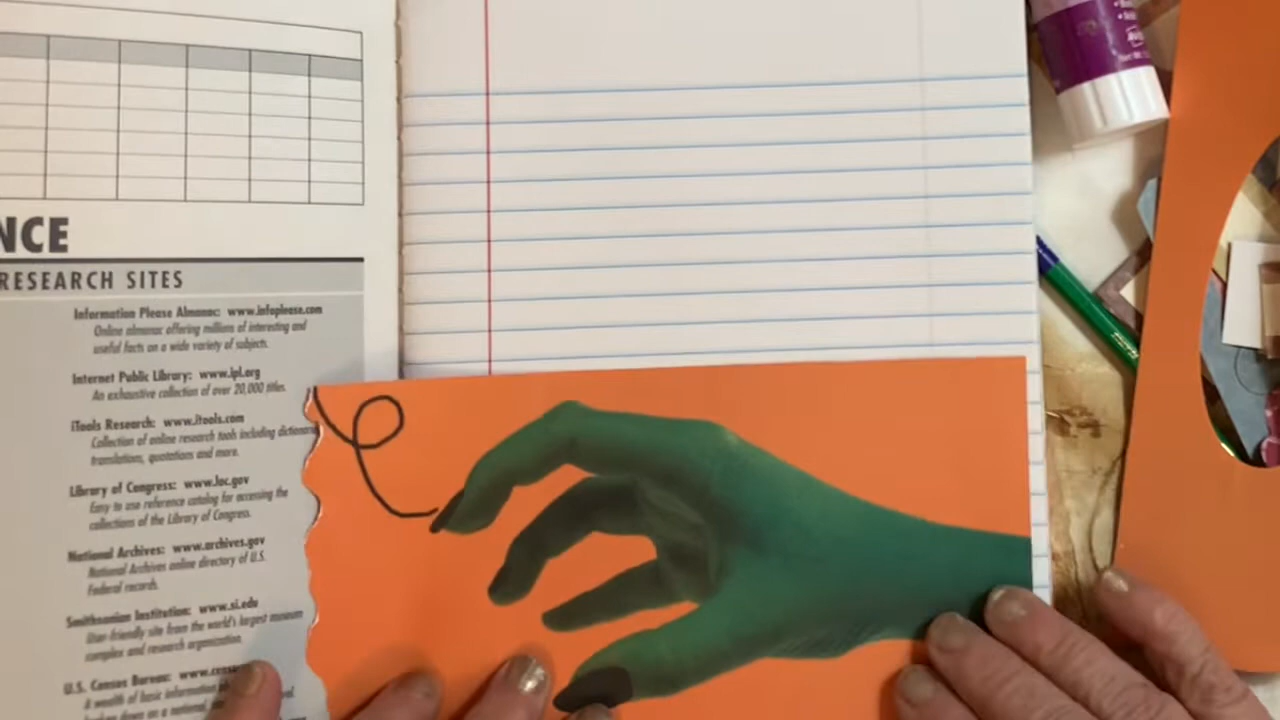 NCE
RESEARCH SITES
Information Please Almanac: www.infoplease.com
Online almanac offering millions of interesting and
useful facts on a wide variety of subjects.
Internet Public Library: www.ipl.org
An exhaustive collection of over 20,000 titles.
iTools Research: www.itools.com
Collection of online research tools including dictionary
translations, quotations and more.
Library of Congress: www.loc.gov
Easy to use reference catalog for accessing the
collections of the Library of Congress.
National Archives: www.archives.gov
National Archives online directory of U.S.
Federal records.
Smithsonian Institution: www.si.edu
User-friendly site from the world's largest museum
complex and research organization.
U.S. Census Bureau:
A wealth of basic information